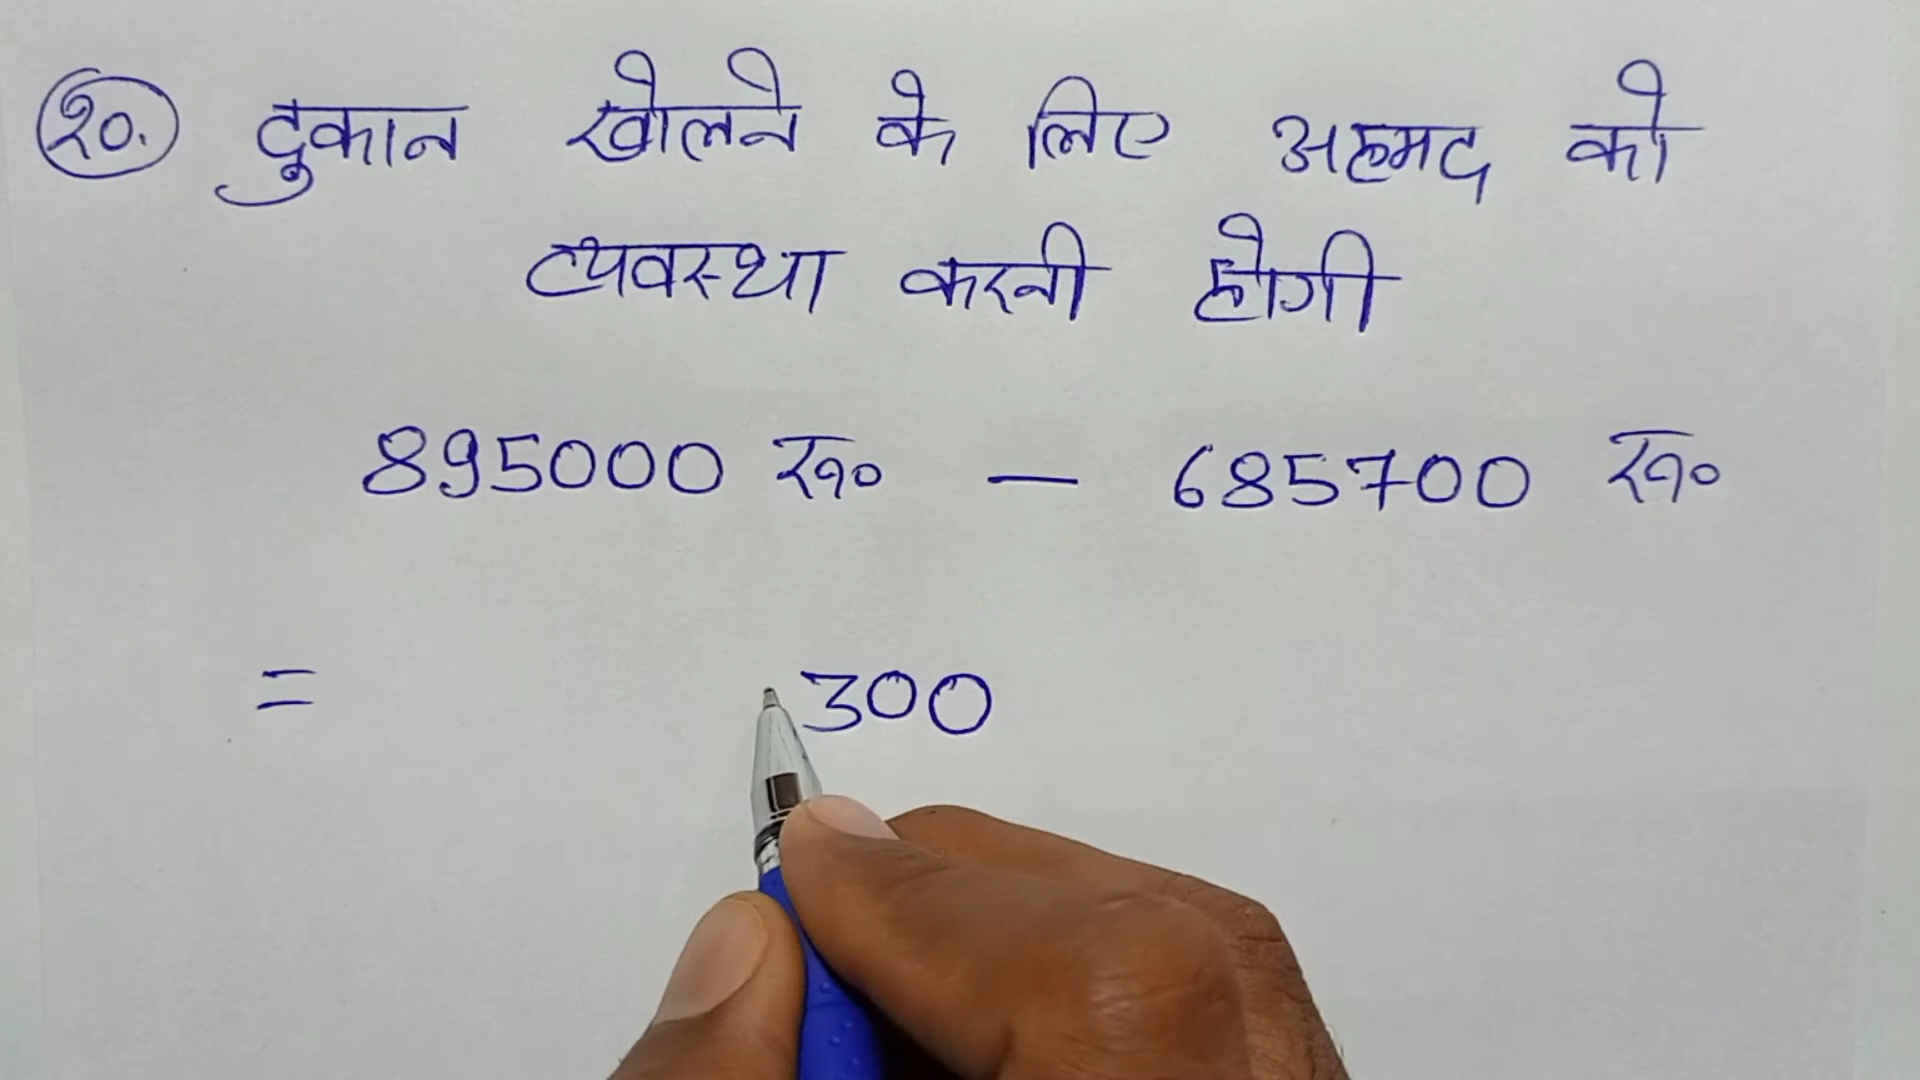 २०. दुकान खोलने के लिए अहमद को
व्यवस्था करनी होगी
895000 रु० — 685700 रु०
= 300